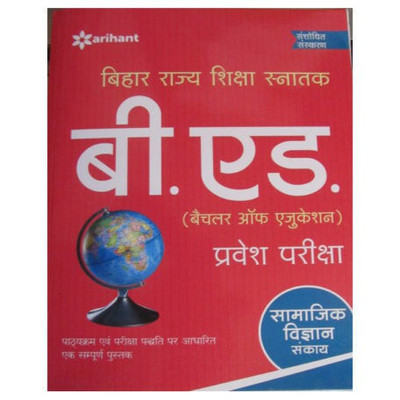 arihant
संशोधित
संस्करण
बिहार राज्य शिक्षा स्नातक
बी. एड.
(बैचलर ऑफ एजुकेशन)
प्रवेश परीक्षा
सामाजिक
विज्ञान
संकाय
पाठ्यक्रम एवं परीक्षा पद्धति पर आधारित
एक सम्पूर्ण पुस्तक